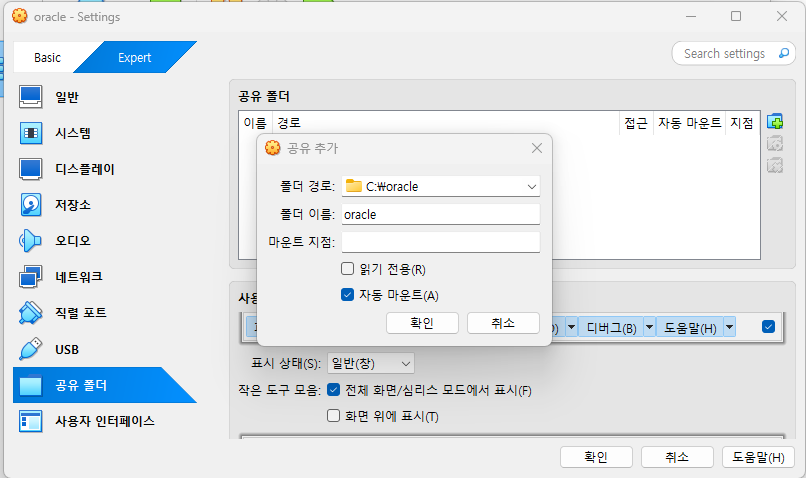 oracle - Settings
Basic
Expert
Search settings
일반
시스템
디스플레이
저장소
오디오
네트워크
직렬 포트
USB
공유 폴더
사용자 인터페이스
공유 폴더
이름 경로 접근 자동 마운트 지점
공유 추가
폴더 경로: C:₩oracle
폴더 이름: oracle
마운트 지점:
읽기 전용(R)
자동 마운트(A)
확인 취소
디버그(B) 도움말(H)
표시 상태(S): 일반(창)
작은 도구 모음: 전체 화면/심리스 모드에서 표시(F)
화면 위에 표시(T)
확인 취소 도움말(H)